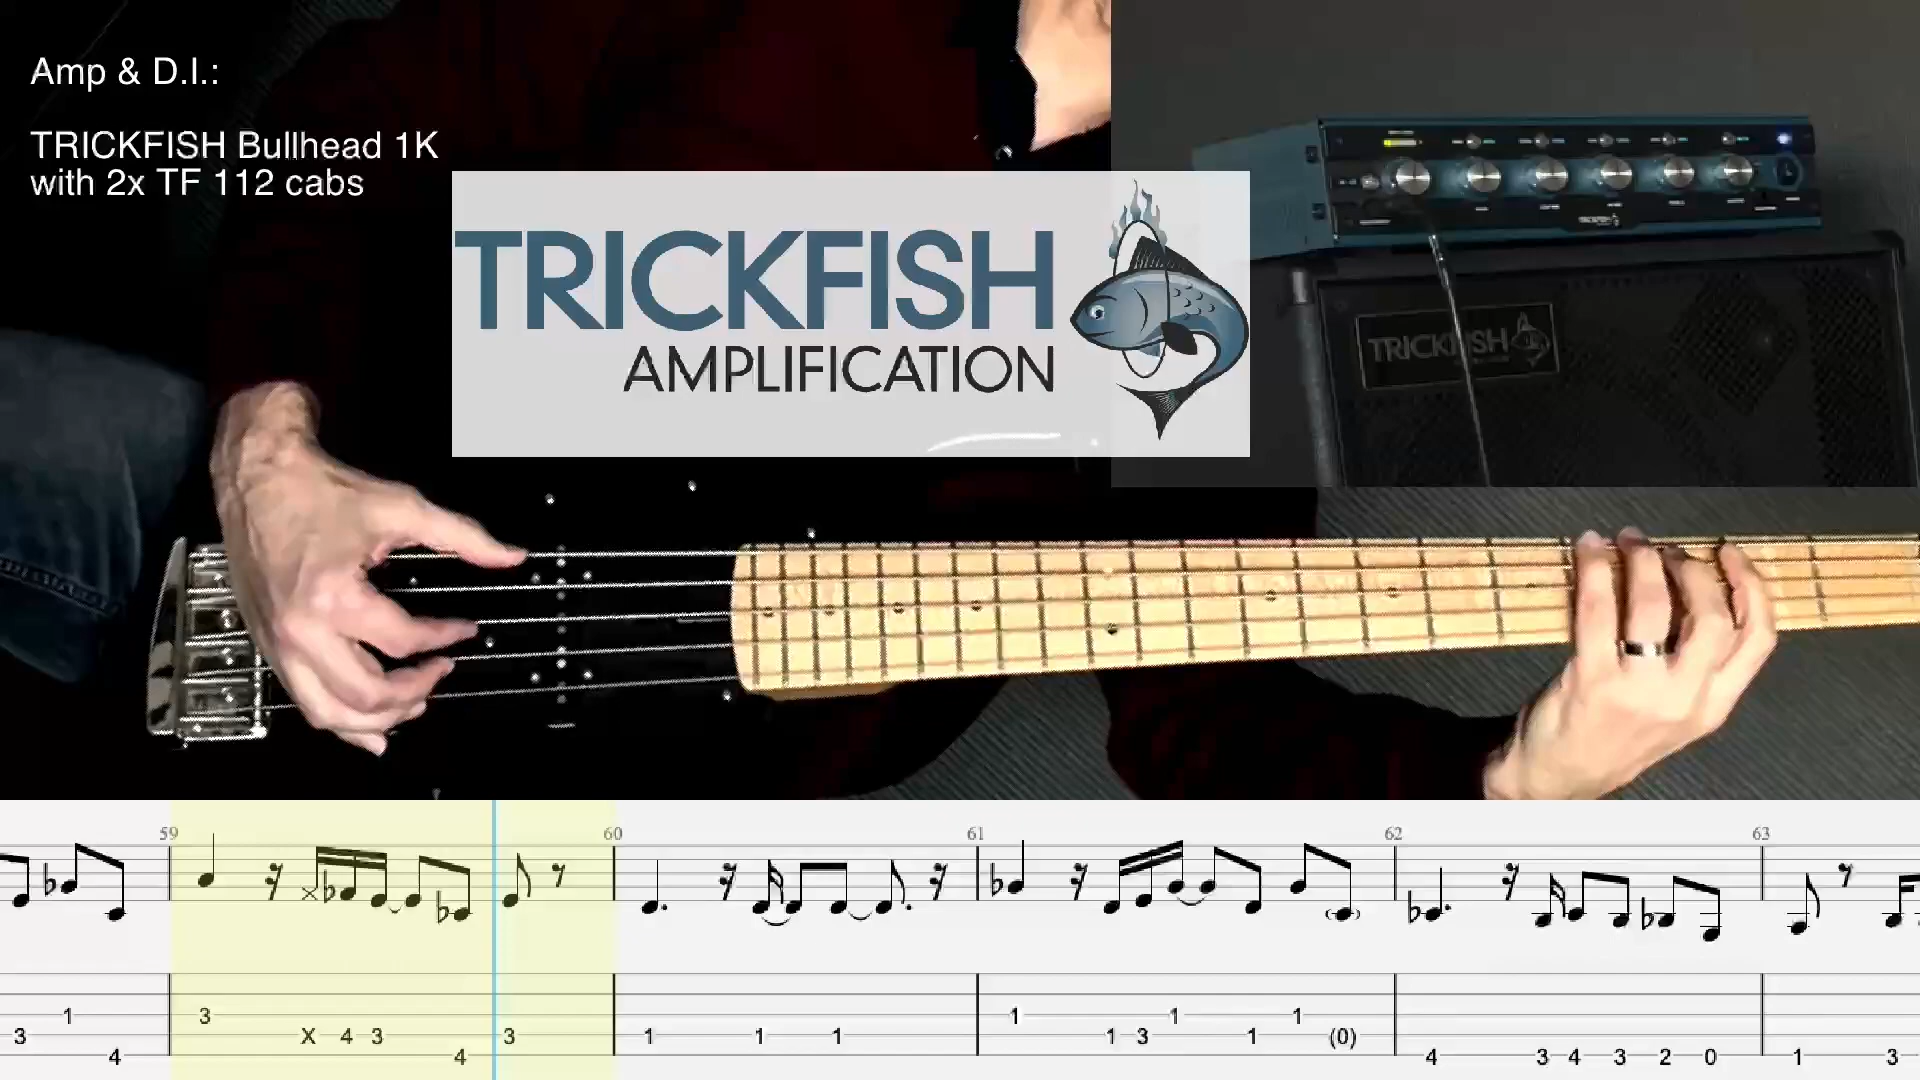 Amp & D.I.:
TRICKFISH Bullhead 1K
with 2x TF 112 cabs
TRICKFISH
AMPLIFICATION
TRICKFISH
59 60 61 62 63
1 3 1 1 1
3 X 4 3 3 1 1 1 1 3 1 (0)
4 4 4 3 4 3 2 0 1 3